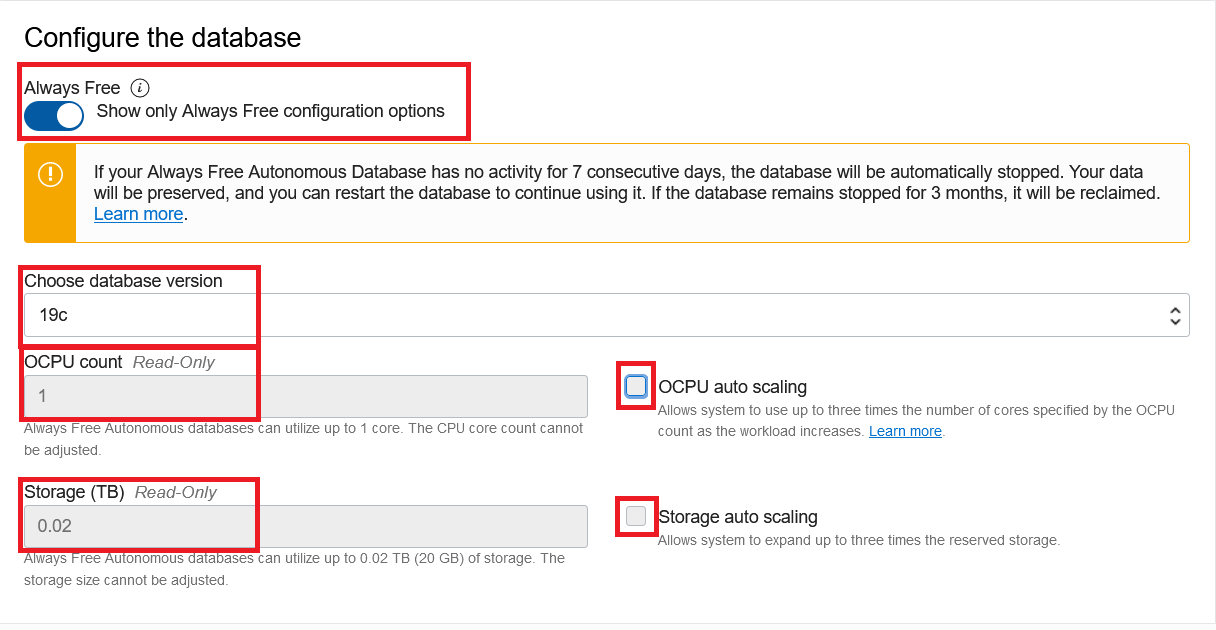 Configure the database
Always Free
Show only Always Free configuration options
If your Always Free Autonomous Database has no activity for 7 consecutive days, the database will be automatically stopped. Your data
will be preserved, and you can restart the database to continue using it. If the database remains stopped for 3 months, it will be reclaimed.
Learn more.
Choose database version
19c
OCPU count Read-Only
1
Always Free Autonomous databases can utilize up to 1 core. The CPU core count cannot
be adjusted.
OCPU auto scaling
Allows system to use up to three times the number of cores specified by the OCPU
count as the workload increases. Learn more.
Storage (TB) Read-Only
0.02
Always Free Autonomous databases can utilize up to 0.02 TB (20 GB) of storage. The
storage size cannot be adjusted.
Storage auto scaling
Allows system to expand up to three times the reserved storage.